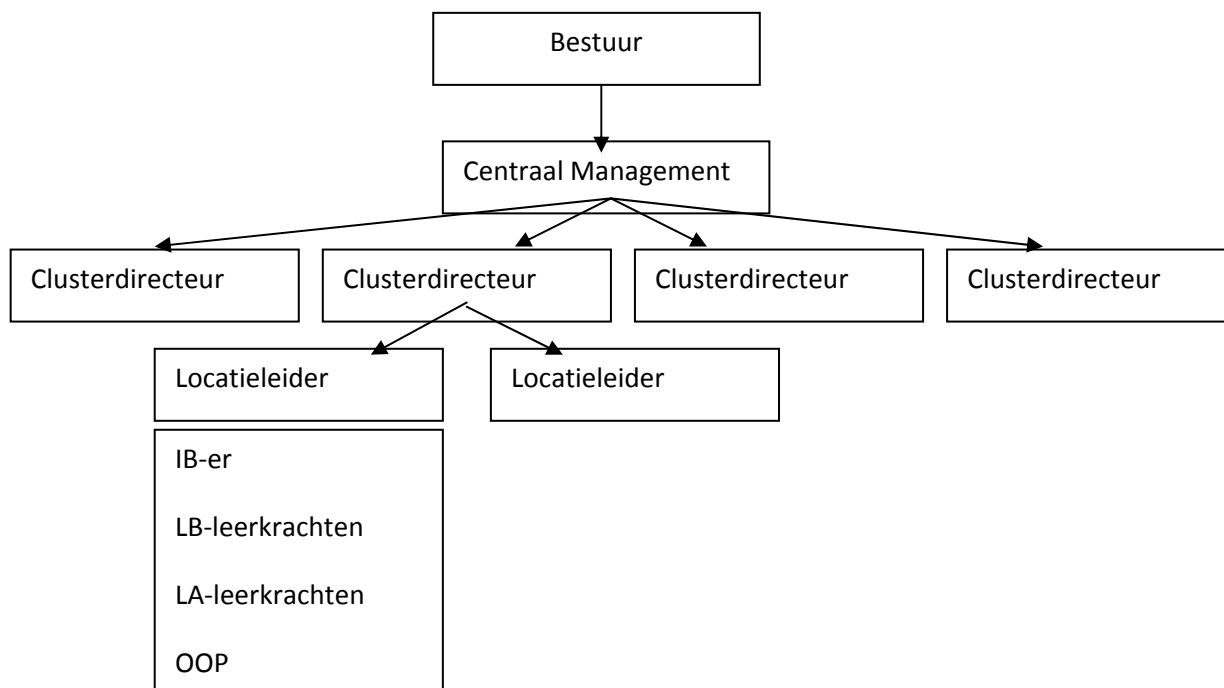 Bestuur
Centraal Management
Clusterdirecteur
Clusterdirecteur
Clusterdirecteur
Clusterdirecteur
Locatieleider
Locatieleider
IB-er
LB-leerkrachten
LA-leerkrachten
OOP